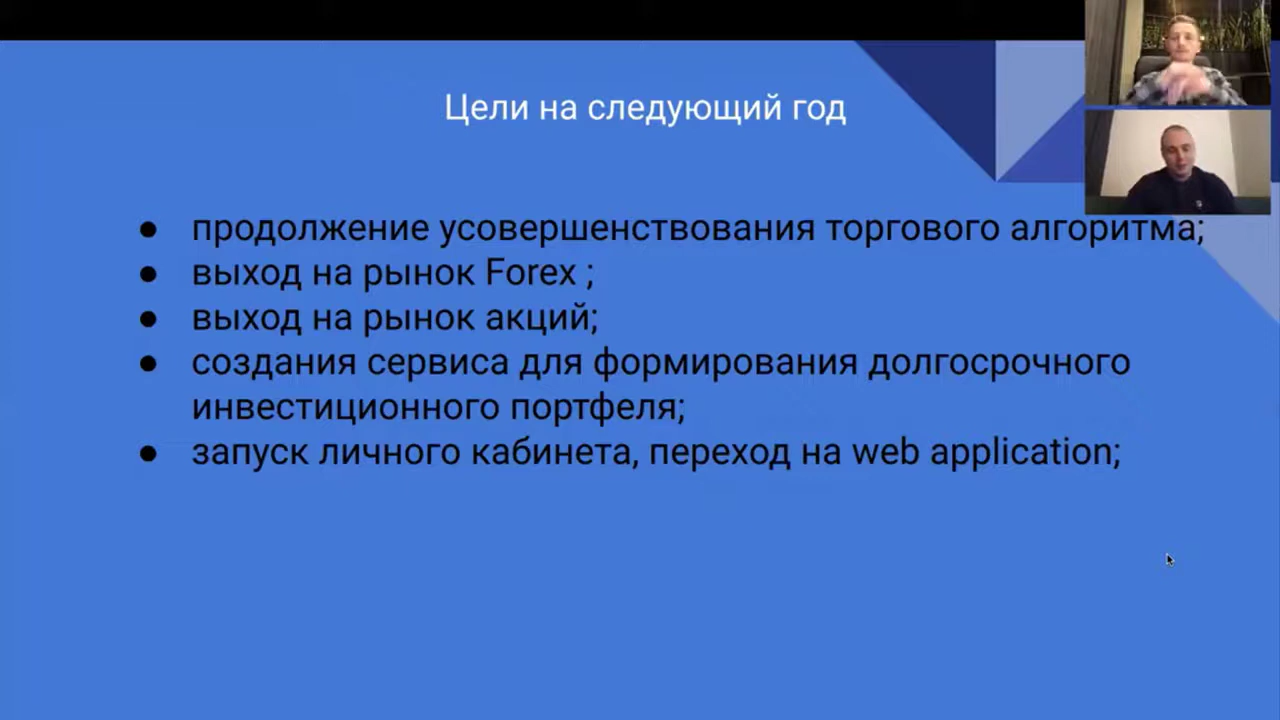 Цели на следующий год
● продолжение усовершенствования торгового алгоритма;
● выход на рынок Forex ;
● выход на рынок акций;
● создания сервиса для формирования долгосрочного
инвестиционного портфеля;
● запуск личного кабинета, переход на web application;